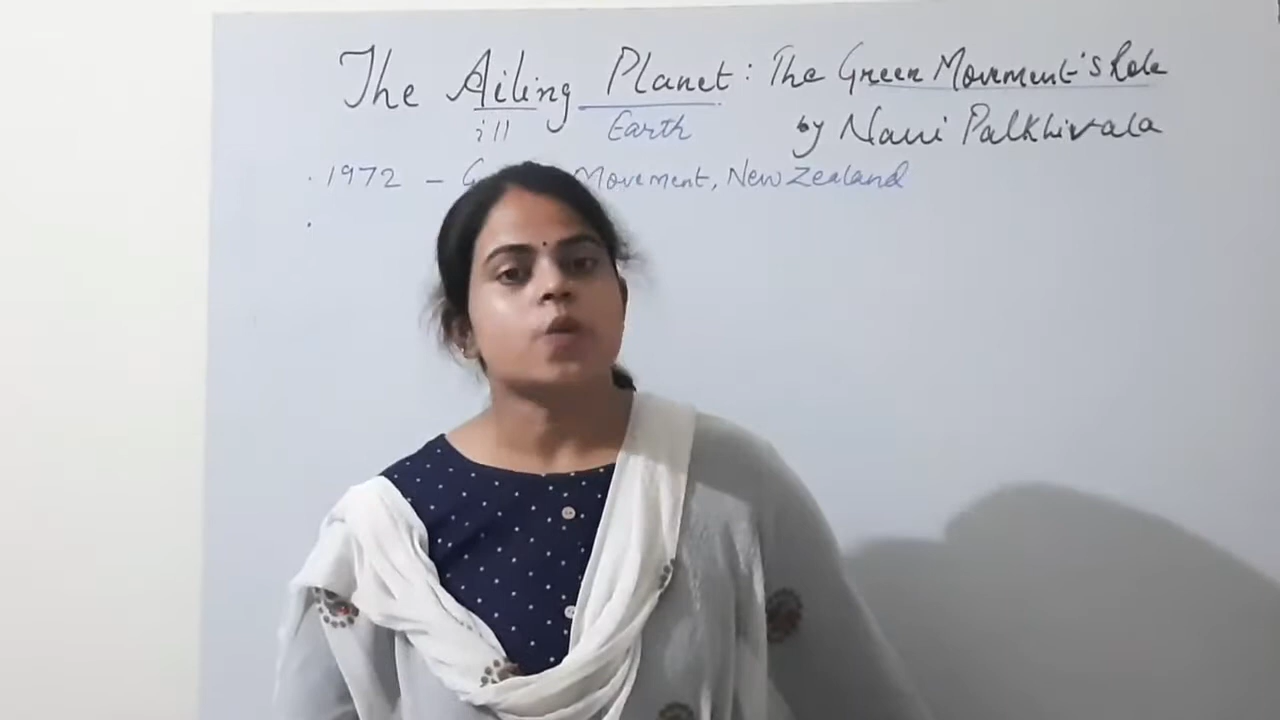 The Ailing Planet: The Green Movement's Role
ill Earth by Nani Palkhivala
· 1972 - Movement, New Zealand
·